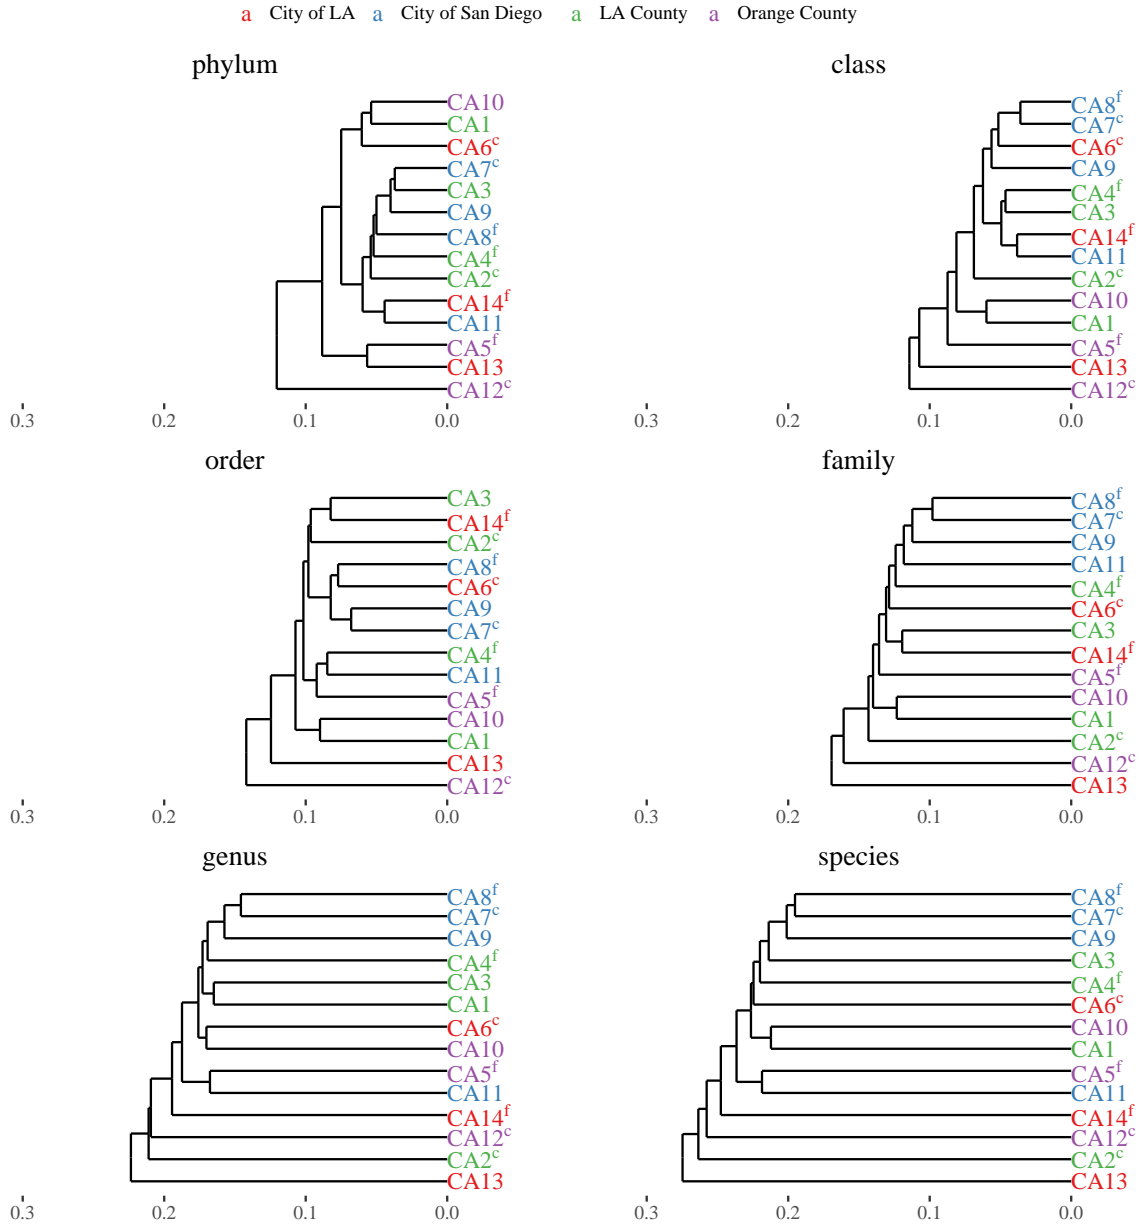 a City of LA a City of San Diego a LA County a Orange County
phylum
CA10
CA1
CA6c
CA7c
CA3
CA9
CA8f
CA4f
CA2c
CA14f
CA11
CA5f
CA13
CA12c
0.3 0.2 0.1 0.0
class
CA8f
CA7c
CA6c
CA9
CA4f
CA3
CA14f
CA11
CA2c
CA10
CA1
CA5f
CA13
CA12c
0.3 0.2 0.1 0.0
order
CA3
CA14f
CA2c
CA8f
CA6c
CA9
CA7c
CA4f
CA11
CA5f
CA10
CA1
CA13
CA12c
0.3 0.2 0.1 0.0
family
CA8f
CA7c
CA9
CA11
CA4f
CA6c
CA3
CA14f
CA5f
CA10
CA1
CA2c
CA12c
CA13
0.3 0.2 0.1 0.0
genus
CA8f
CA7c
CA9
CA4f
CA3
CA1
CA6c
CA10
CA5f
CA11
CA14f
CA12c
CA2c
CA13
0.3 0.2 0.1 0.0
species
CA8f
CA7c
CA9
CA3
CA4f
CA6c
CA10
CA1
CA5f
CA11
CA14f
CA12c
CA2c
CA13
0.3 0.2 0.1 0.0